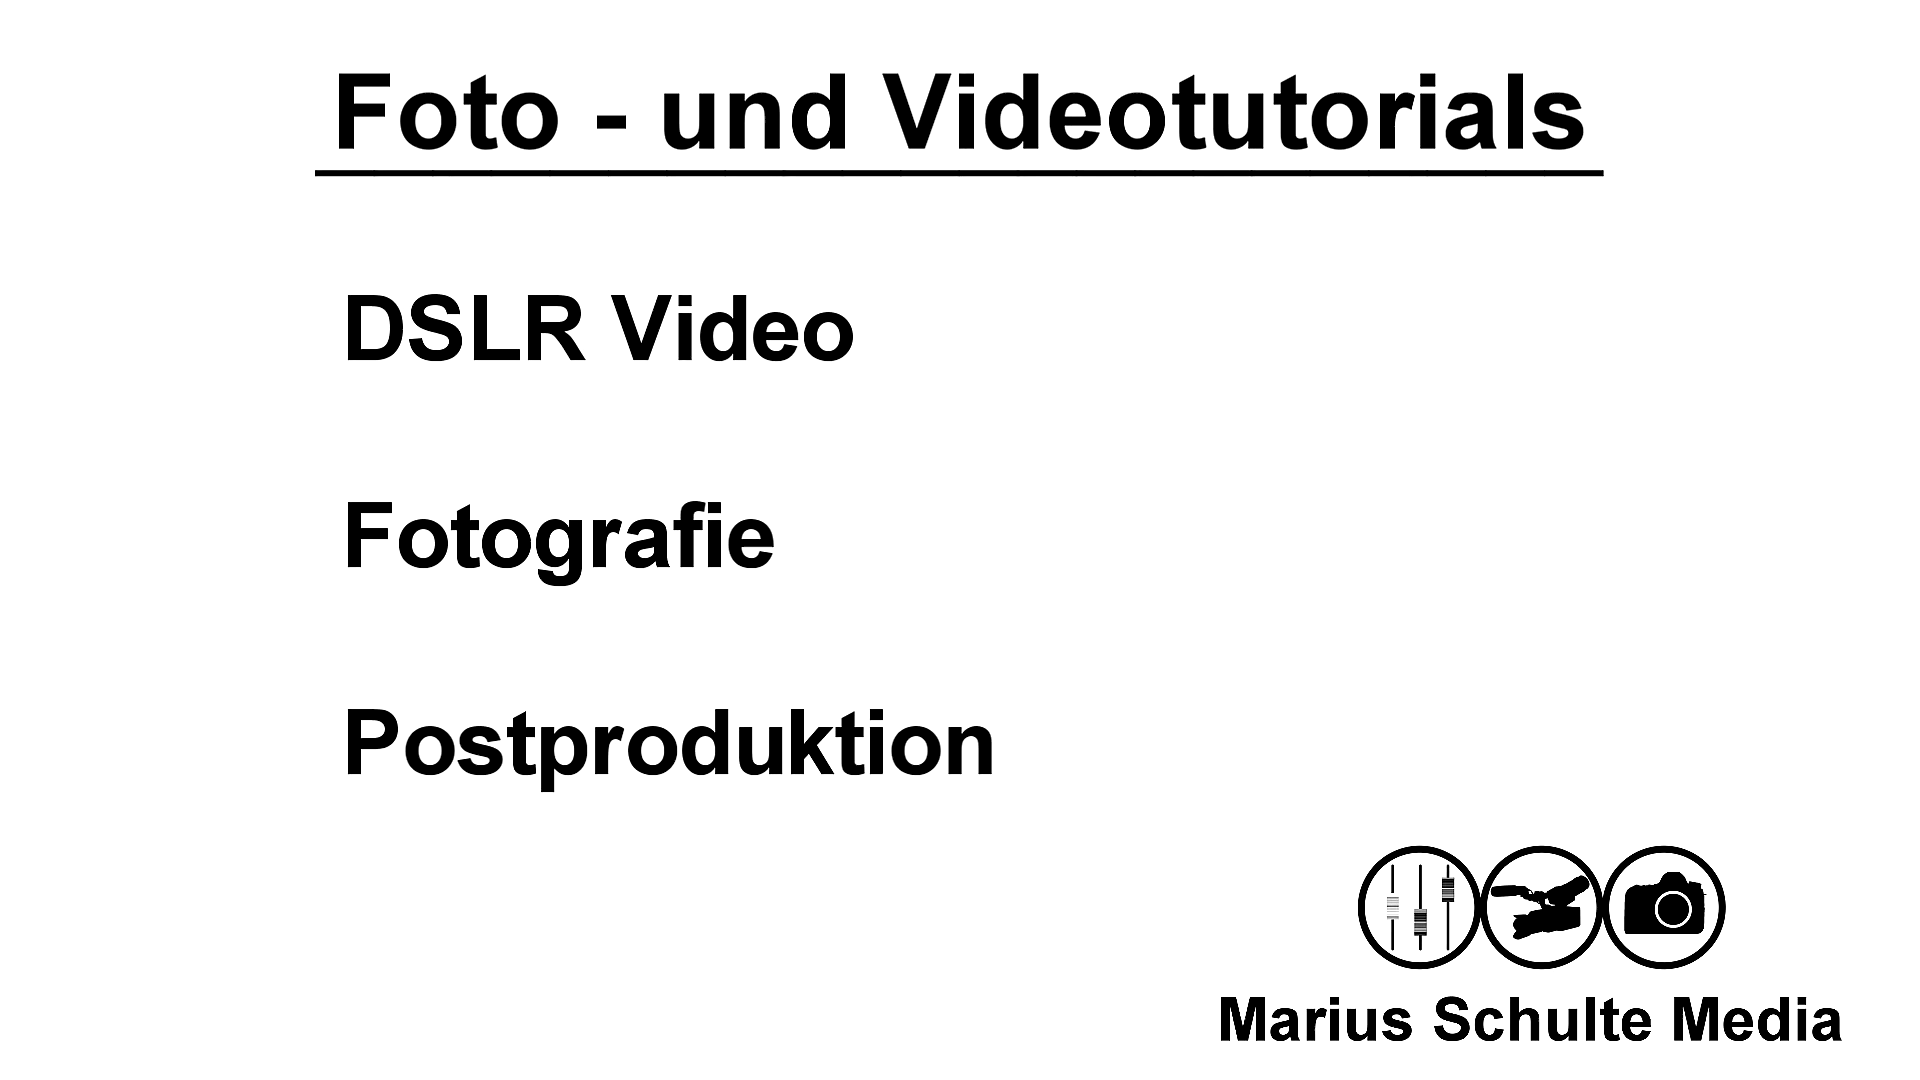 Foto - und Videotutorials
DSLR Video
Fotografie
Postproduktion
Marius Schulte Media